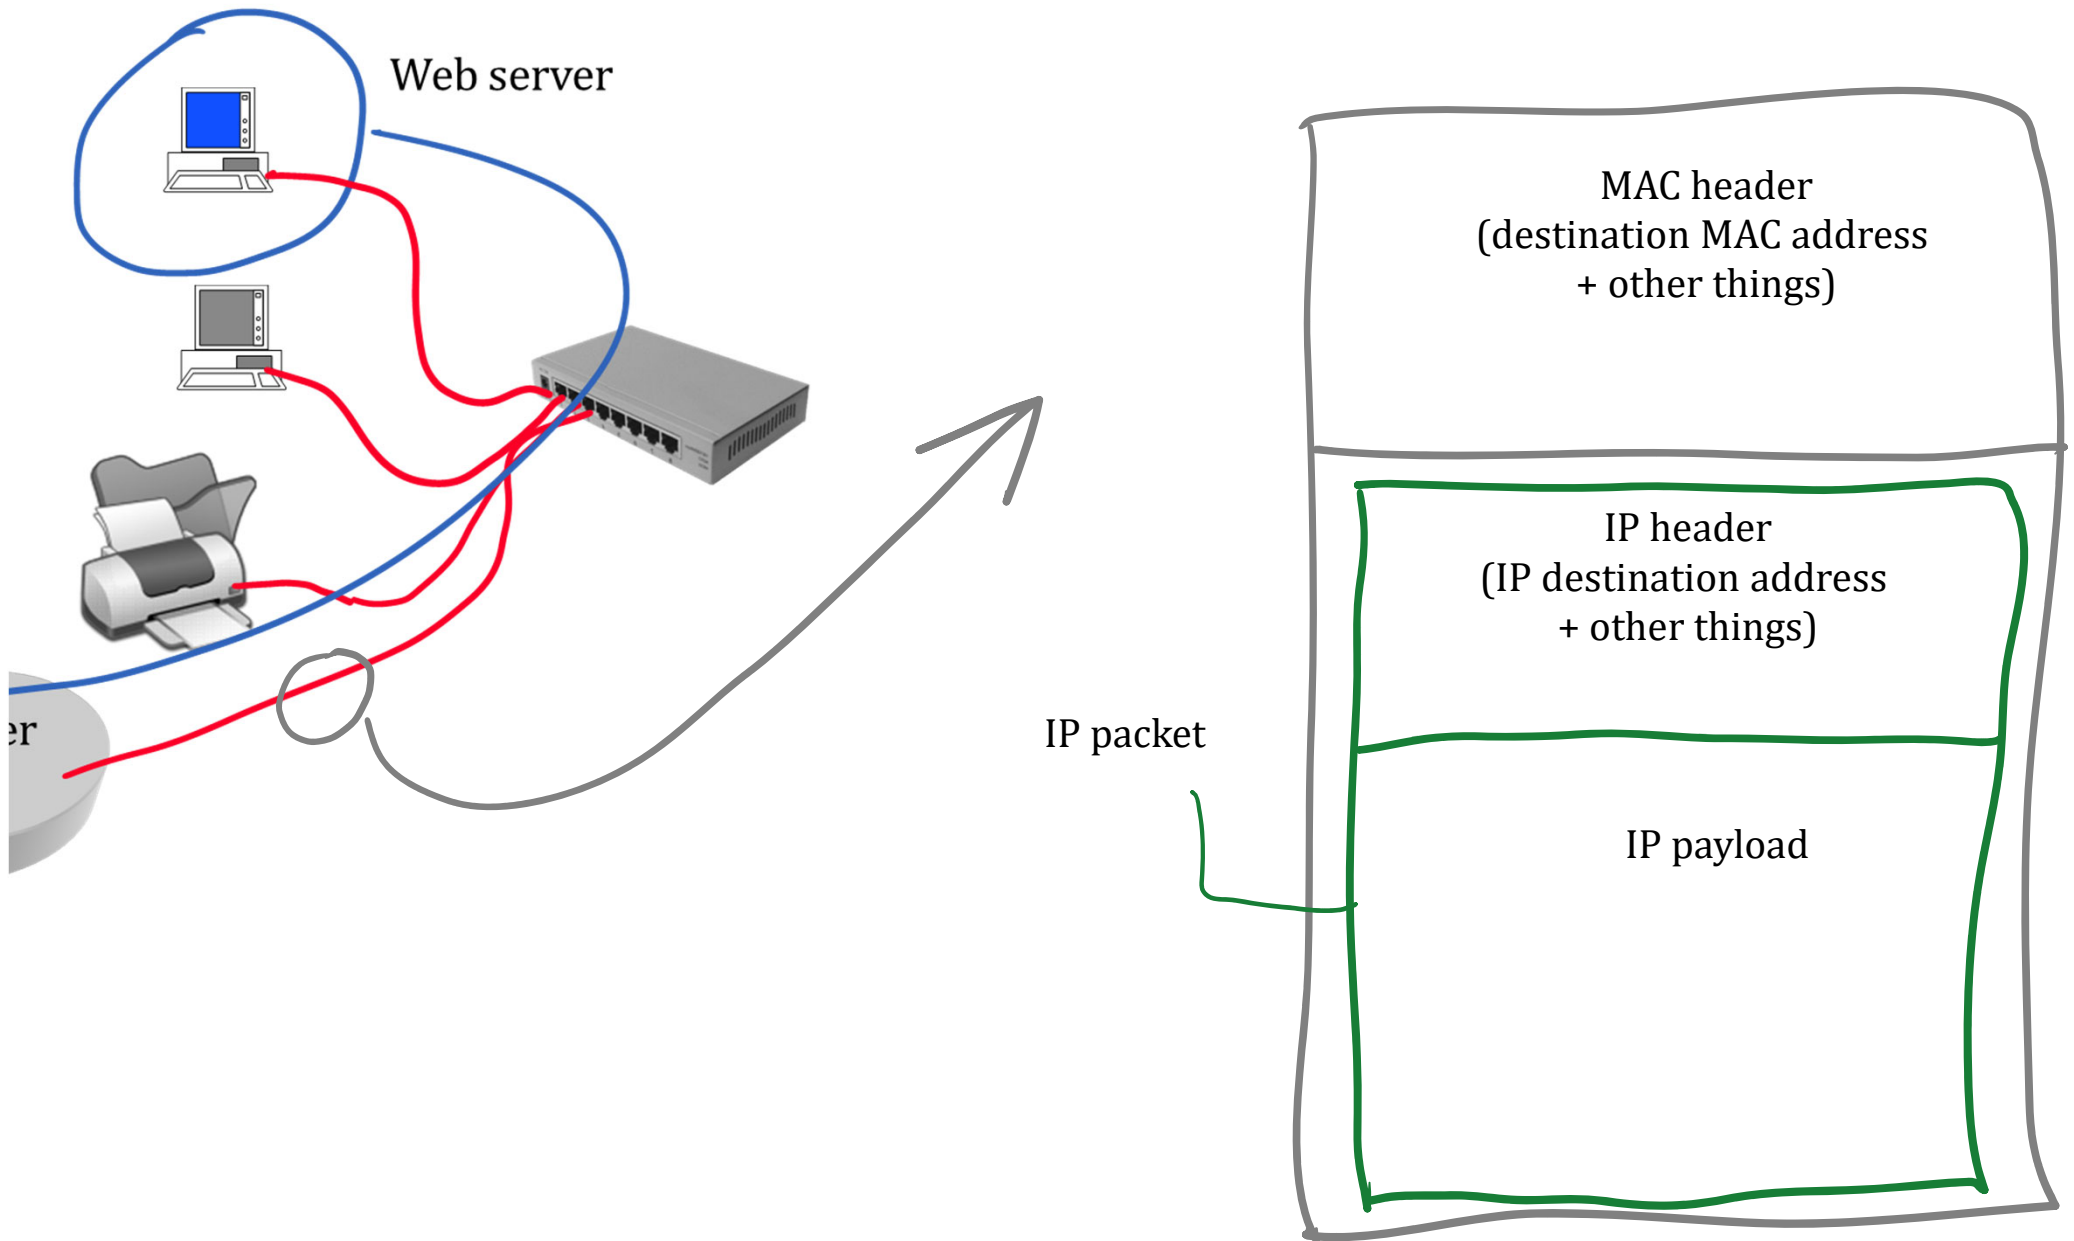 Web server
er
MAC header
(destination MAC address
+ other things)
IP header
(IP destination address
+ other things)
IP packet
IP payload